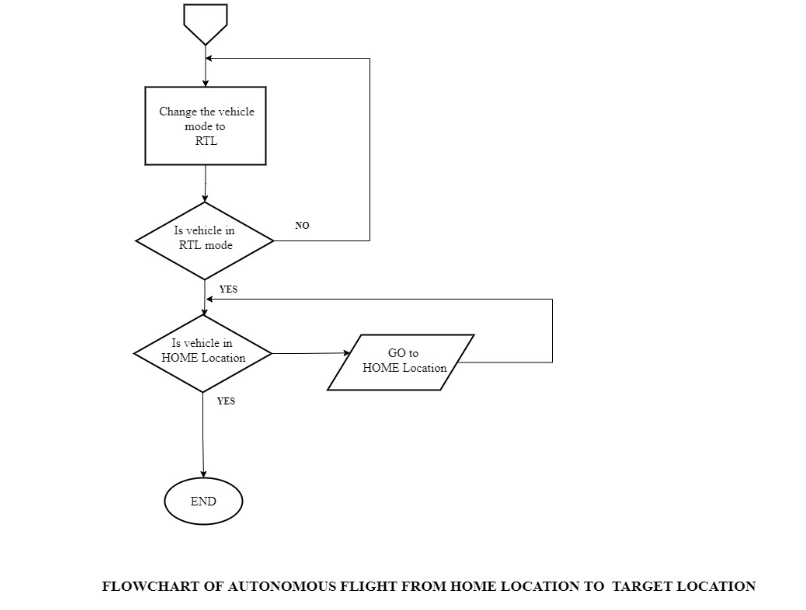 Change the vehicle
mode to
RTL
Is vehicle in
RTL mode
NO
YES
Is vehicle in
HOME Location
GO to
HOME Location
YES
END
FLOWCHART OF AUTONOMOUS FLIGHT FROM HOME LOCATION TO TARGET LOCATION